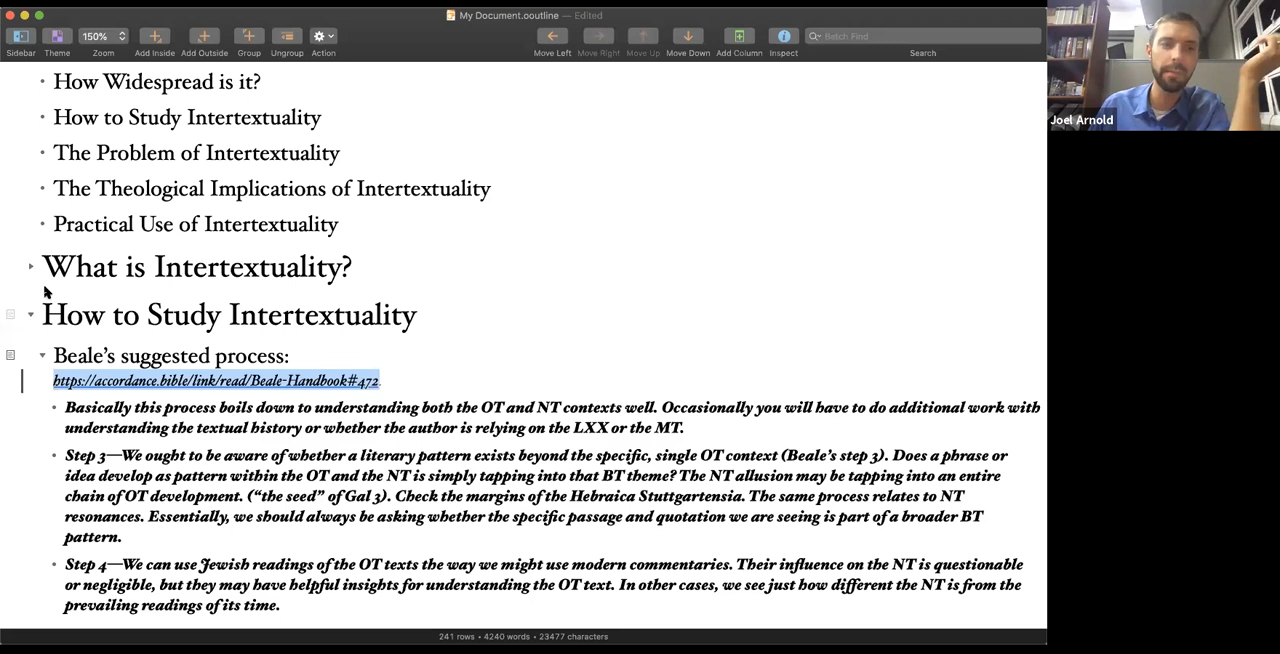 My Document.ooutline — Edited
150%
Batch Find
Sidebar Theme Zoom Add Inside Add Outside Group Ungroup Action Move Left Move Right Move Up Move Down Add Column Inspect Search
Joel Arnold
• How Widespread is it?
• How to Study Intertextuality
• The Problem of Intertextuality
• The Theological Implications of Intertextuality
• Practical Use of Intertextuality
What is Intertextuality?
How to Study Intertextuality
Beale’s suggested process:
https://accordance.bible/link/read/Beale-Handbook#472.
• Basically this process boils down to understanding both the OT and NT contexts well. Occasionally you will have to do additional work with
understanding the textual history or whether the author is relying on the LXX or the MT.
• Step 3—We ought to be aware of whether a literary pattern exists beyond the specific, single OT context (Beale’s step 3). Does a phrase or
idea develop as pattern within the OT and the NT is simply tapping into that BT theme? The NT allusion may be tapping into an entire
chain of OT development. (“the seed” of Gal 3). Check the margins of the Hebraica Stuttgartensia. The same process relates to NT
resonances. Essentially, we should always be asking whether the specific passage and quotation we are seeing is part of a broader BT
pattern.
• Step 4—We can use Jewish readings of the OT texts the way we might use modern commentaries. Their influence on the NT is questionable
or negligible, but they may have helpful insights for understanding the OT text. In other cases, we see just how different the NT is from the
prevailing readings of its time.
241 rows • 4240 words • 23477 characters